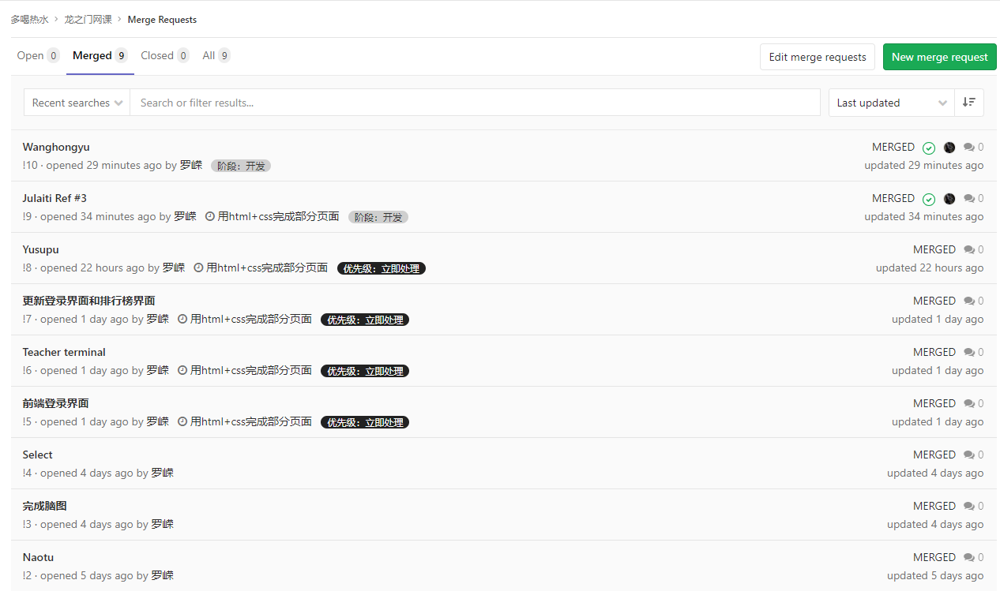 多喝热水 › 龙之门网课 › Merge Requests
Open 0 Merged 9 Closed 0 All 9 Edit merge requests New merge request
Recent searches Search or filter results... Last updated
Wanghongyu MERGED 0
!10 · opened 29 minutes ago by 罗嵘 阶段：开发 updated 29 minutes ago
Julaiti Ref #3 MERGED 0
!9 · opened 34 minutes ago by 罗嵘 用html+css完成部分页面 阶段：开发 updated 34 minutes ago
Yusupu MERGED 0
!8 · opened 22 hours ago by 罗嵘 用html+css完成部分页面 优先级：立即处理 updated 22 hours ago
更新登录界面和排行榜界面 MERGED 0
!7 · opened 1 day ago by 罗嵘 用html+css完成部分页面 优先级：立即处理 updated 1 day ago
Teacher terminal MERGED 0
!6 · opened 1 day ago by 罗嵘 用html+css完成部分页面 优先级：立即处理 updated 1 day ago
前端登录界面 MERGED 0
!5 · opened 1 day ago by 罗嵘 用html+css完成部分页面 优先级：立即处理 updated 1 day ago
Select MERGED 0
!4 · opened 4 days ago by 罗嵘 updated 4 days ago
完成脑图 MERGED 0
!3 · opened 4 days ago by 罗嵘 updated 4 days ago
Naotu MERGED 0
!2 · opened 5 days ago by 罗嵘 updated 5 days ago